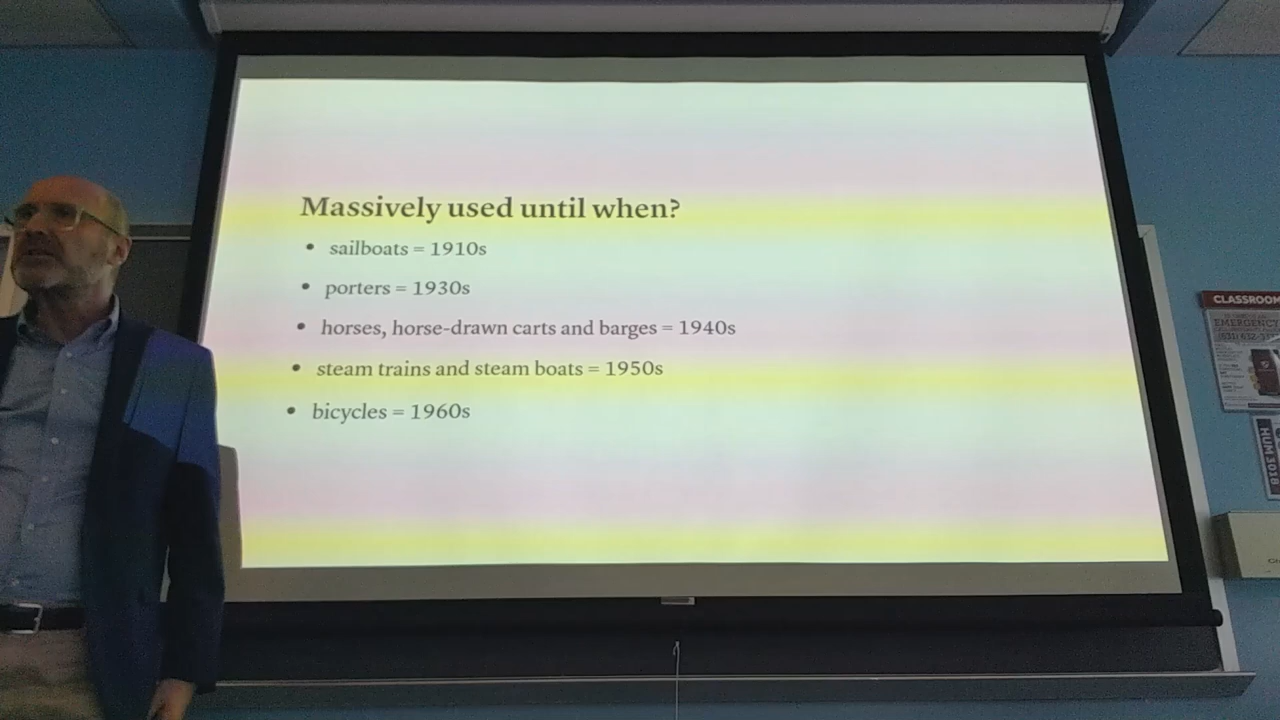 Massively used until when?
• sailboats = 1910s
• porters = 1930s
• horses, horse-drawn carts and barges = 1940s
• steam trains and steam boats = 1950s
• bicycles = 1960s
CLASSROOM
EMERGENCY
HUM 3018